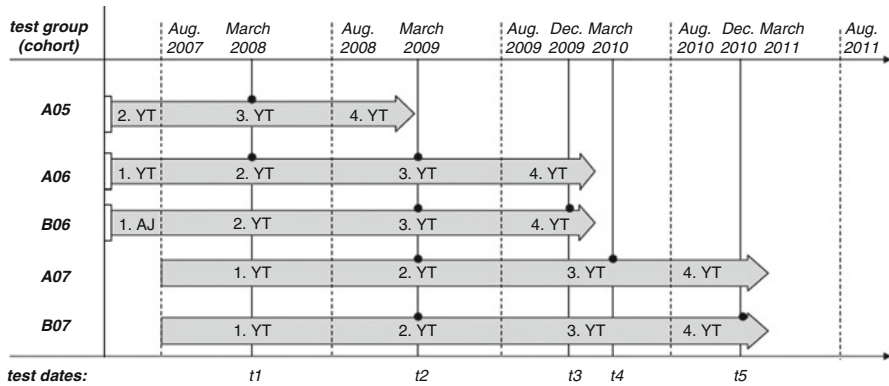 test group
(cohort)
Aug. 2007
March 2008
Aug. 2008
March 2009
Aug. 2009
Dec. 2009
March 2010
Aug. 2010
Dec. 2010
March 2011
Aug. 2011
A05 2. YT 3. YT 4. YT
A06 1. YT 2. YT 3. YT 4. YT
B06 1. AJ 2. YT 3. YT 4. YT
A07 1. YT 2. YT 3. YT 4. YT
B07 1. YT 2. YT 3. YT 4. YT
test dates: t1 t2 t3 t4 t5